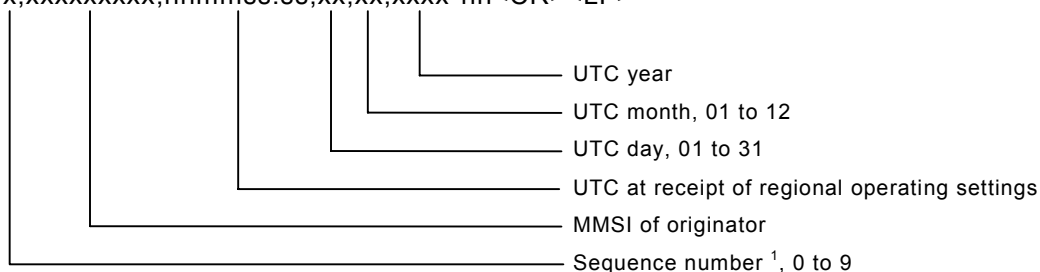 UTC year
UTC month, 01 to 12
UTC day, 01 to 31
UTC at receipt of regional operating settings
MMSI of originator
Sequence number 1, 0 to 9